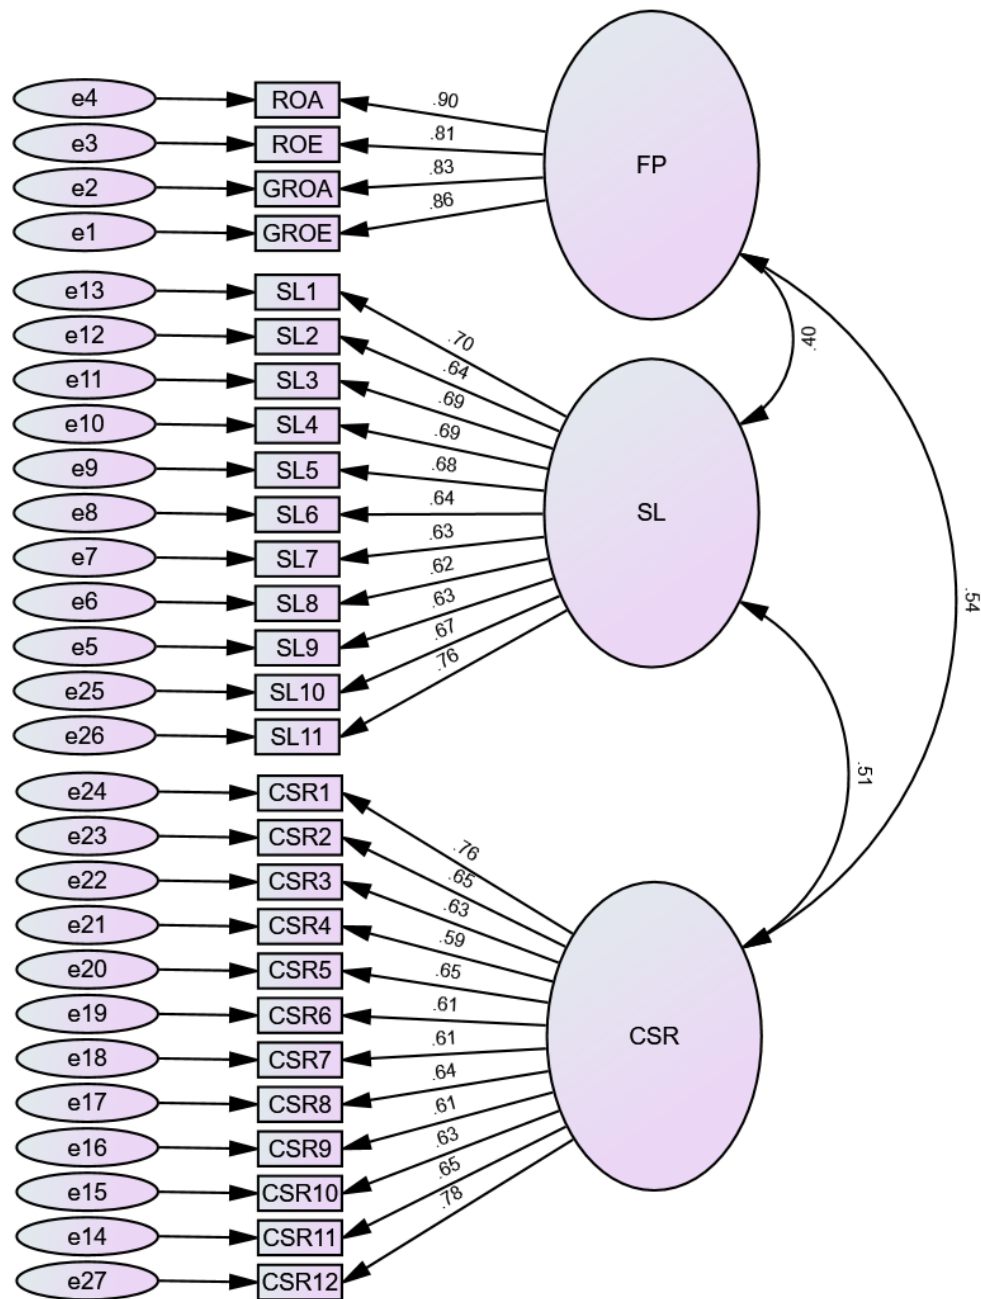 FP
e4 ROA .90
e3 ROE .81
e2 GROA .83
e1 GROE .86
e13 SL1 .70
e12 SL2 .64
e11 SL3 .69
e10 SL4 .69
e9 SL5 .68
e8 SL6 .64
SL
e7 SL7 .63
e6 SL8 .62
e5 SL9 .63
e25 SL10 .67
e26 SL11 .76
.40
.54
.51
e24 CSR1 .76
e23 CSR2 .65
e22 CSR3 .63
e21 CSR4 .59
e20 CSR5 .65
e19 CSR6 .61
CSR
e18 CSR7 .61
e17 CSR8 .64
e16 CSR9 .61
e15 CSR10 .63
e14 CSR11 .65
e27 CSR12 .78